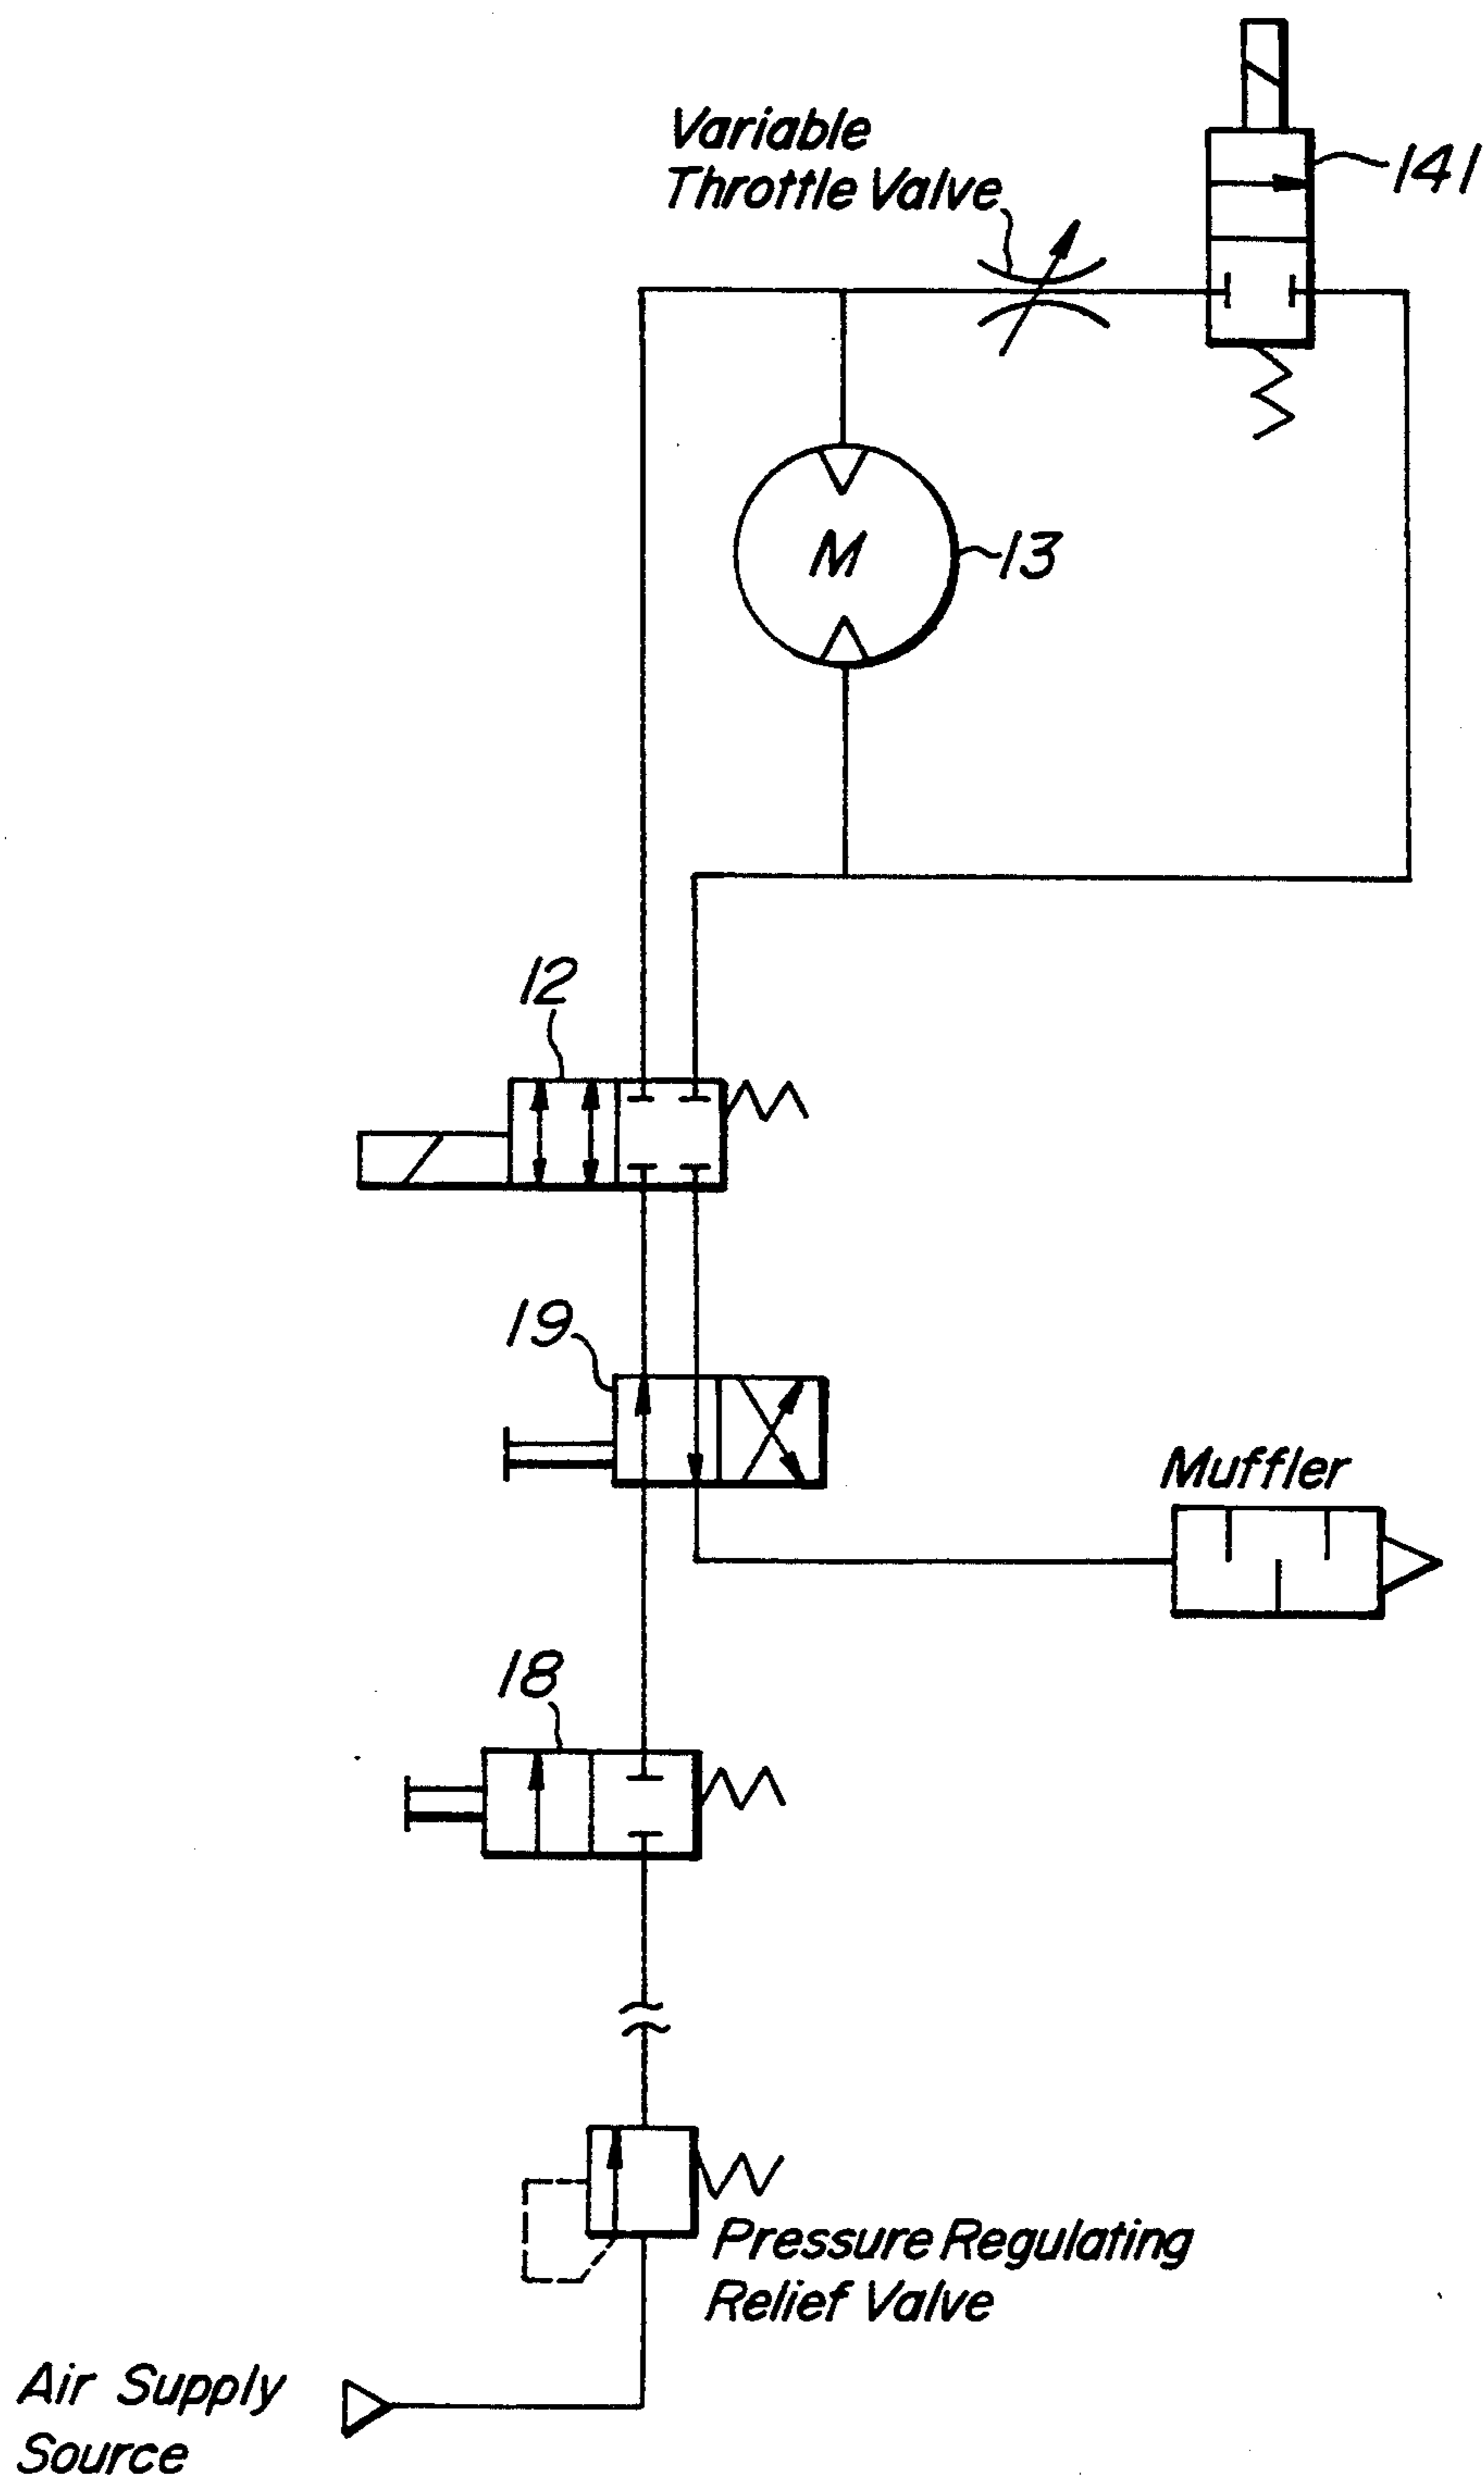 Variable
Throttle Valve
141
M
13
12
19
Muffler
18
Pressure Regulating
Relief Valve
Air Supply
Source